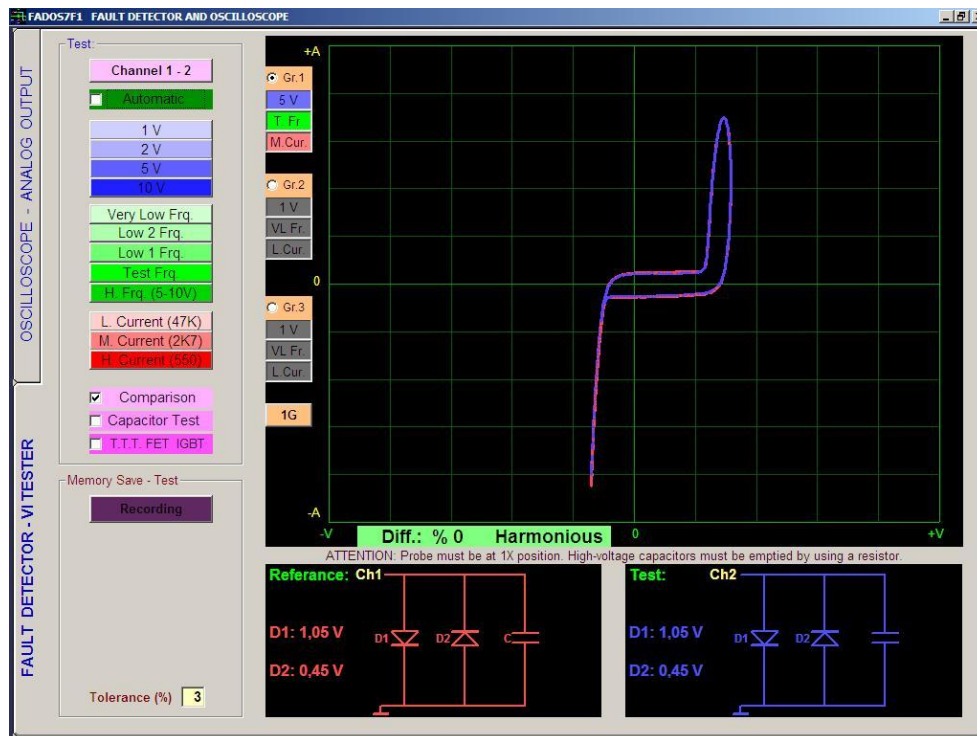 FADOS7F1 FAULT DETECTOR AND OSCILLOSCOPE
OSCILLOSCOPE - ANALOG OUTPUT
FAULT DETECTOR - VI TESTER
Test:
Channel 1 - 2
Automatic
1 V
2 V
5 V
10 V
Very Low Frq.
Low 2 Frq.
Low 1 Frq.
Test Frq.
H. Frq. (5-10V)
L. Current (47K)
M. Current (2K7)
H. Current (550)
Comparison
Capacitor Test
T.T.T. FET IGBT
Memory Save - Test
Recording
Tolerance (%) 3
+A
Gr.1
5 V
T. Fr.
M.Cur.
Gr.2
1 V
VL Fr.
L.Cur.
0
Gr.3
1 V
VL Fr.
L.Cur.
1G
-A
-V
Diff.: % 0 Harmonious
0
+V
ATTENTION: Probe must be at 1X position. High-voltage capacitors must be emptied by using a resistor.
Referance: Ch1
D1: 1,05 V
D1
D2
C
D2: 0,45 V
Test: Ch2
D1: 1,05 V
D1
D2
D2: 0,45 V